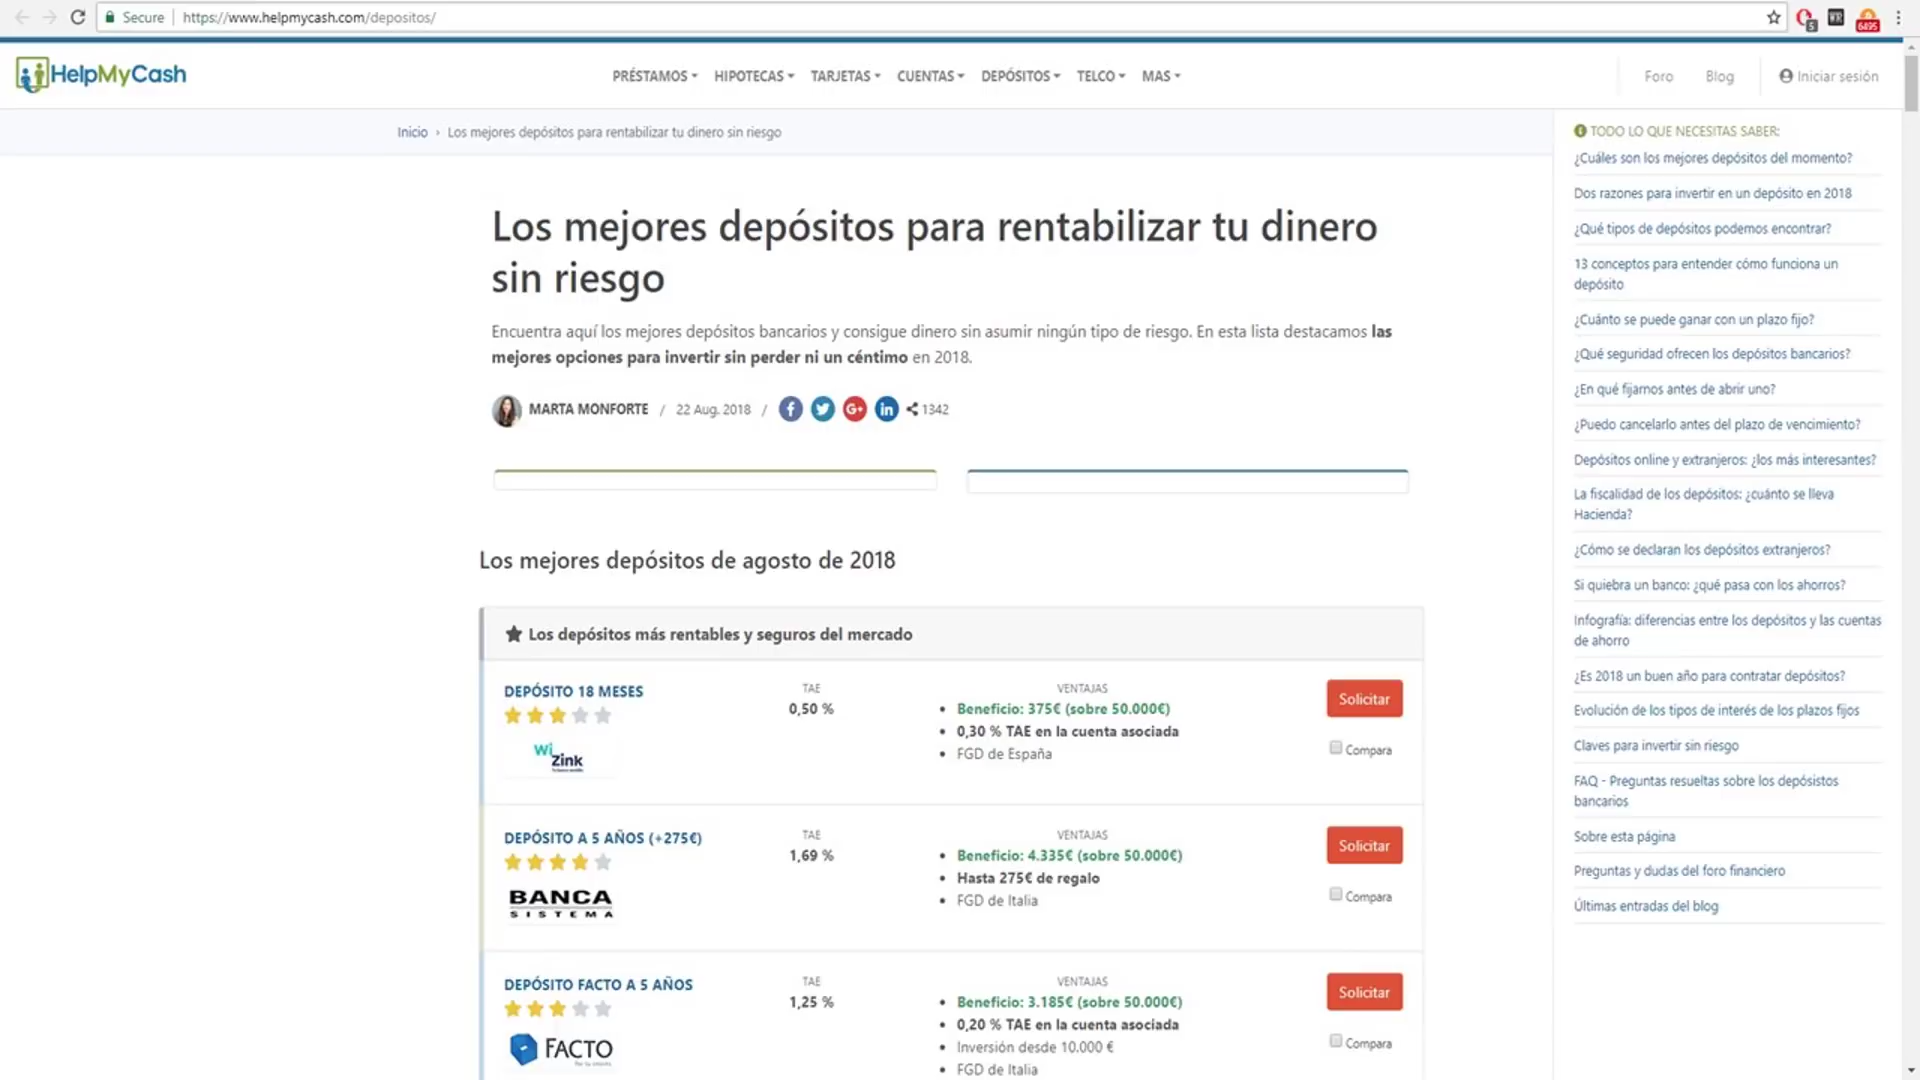 Secure https://www.helpmycash.com/depositos/
5
6495
HelpMyCash
PRÉSTAMOS HIPOTECAS TARJETAS CUENTAS DEPÓSITOS TELCO MAS
Foro Blog Iniciar sesión
Inicio › Los mejores depósitos para rentabilizar tu dinero sin riesgo
Los mejores depósitos para rentabilizar tu dinero
sin riesgo
Encuentra aquí los mejores depósitos bancarios y consigue dinero sin asumir ningún tipo de riesgo. En esta lista destacamos las
mejores opciones para invertir sin perder ni un céntimo en 2018.
MARTA MONFORTE / 22 Aug. 2018 / 1342
Los mejores depósitos de agosto de 2018
Los depósitos más rentables y seguros del mercado
DEPÓSITO 18 MESES
WiZink
TAE
0,50 %
VENTAJAS
• Beneficio: 375€ (sobre 50.000€)
• 0,30 % TAE en la cuenta asociada
• FGD de España
Solicitar
Compara
DEPÓSITO A 5 AÑOS (+275€)
BANCA
SISTEMA
TAE
1,69 %
VENTAJAS
• Beneficio: 4.335€ (sobre 50.000€)
• Hasta 275€ de regalo
• FGD de Italia
Solicitar
Compara
DEPÓSITO FACTO A 5 AÑOS
FACTO
TAE
1,25 %
VENTAJAS
• Beneficio: 3.185€ (sobre 50.000€)
• 0,20 % TAE en la cuenta asociada
• Inversión desde 10.000 €
• FGD de Italia
Solicitar
Compara
TODO LO QUE NECESITAS SABER:
¿Cuáles son los mejores depósitos del momento?
Dos razones para invertir en un depósito en 2018
¿Qué tipos de depósitos podemos encontrar?
13 conceptos para entender cómo funciona un
depósito
¿Cuánto se puede ganar con un plazo fijo?
¿Qué seguridad ofrecen los depósitos bancarios?
¿En qué fijarnos antes de abrir uno?
¿Puedo cancelarlo antes del plazo de vencimiento?
Depósitos online y extranjeros: ¿los más interesantes?
La fiscalidad de los depósitos: ¿cuánto se lleva
Hacienda?
¿Cómo se declaran los depósitos extranjeros?
Si quiebra un banco: ¿qué pasa con los ahorros?
Infografía: diferencias entre los depósitos y las cuentas
de ahorro
¿Es 2018 un buen año para contratar depósitos?
Evolución de los tipos de interés de los plazos fijos
Claves para invertir sin riesgo
FAQ - Preguntas resueltas sobre los depósistos
bancarios
Sobre esta página
Preguntas y dudas del foro financiero
Últimas entradas del blog